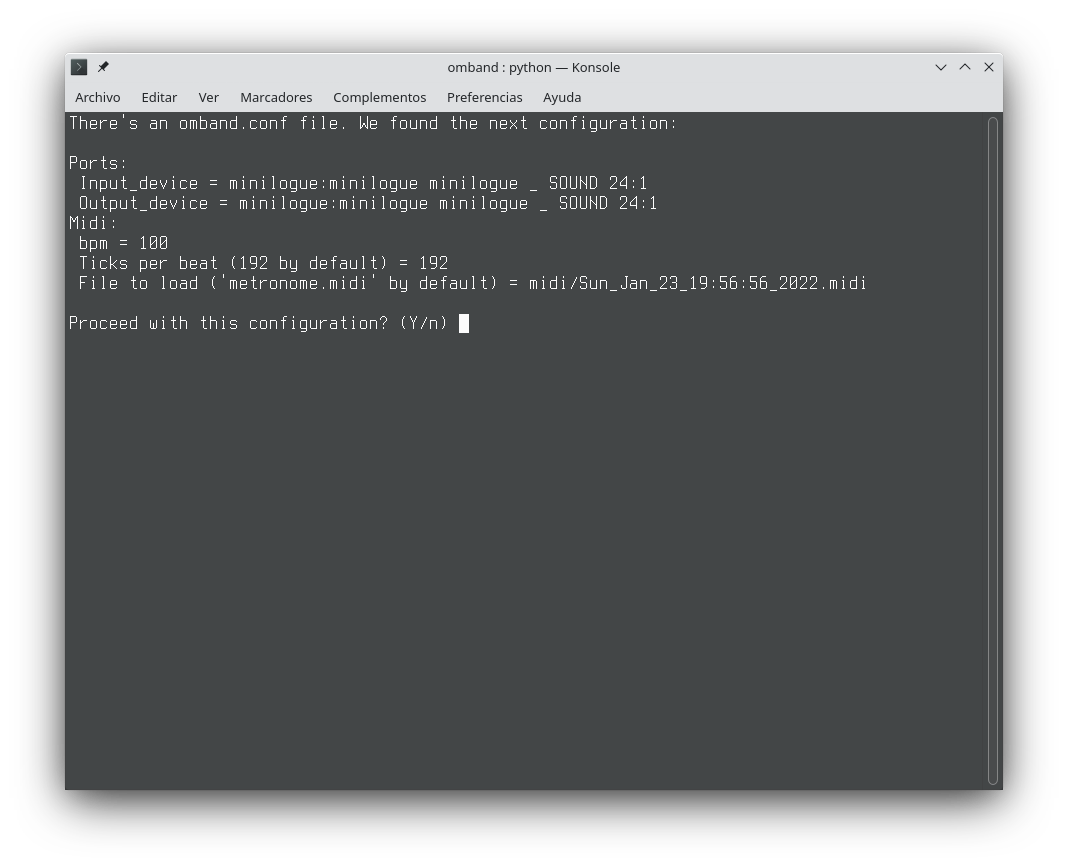 omband : python — Konsole
Archivo Editar Ver Marcadores Complementos Preferencias Ayuda
There's an omband.conf file. We found the next configuration:
Ports:
Input_device = minilogue:minilogue minilogue _ SOUND 24:1
Output_device = minilogue:minilogue minilogue _ SOUND 24:1
Midi:
bpm = 100
Ticks per beat (192 by default) = 192
File to load ('metronome.midi' by default) = midi/Sun_Jan_23_19:56:56_2022.midi
Proceed with this configuration? (Y/n)